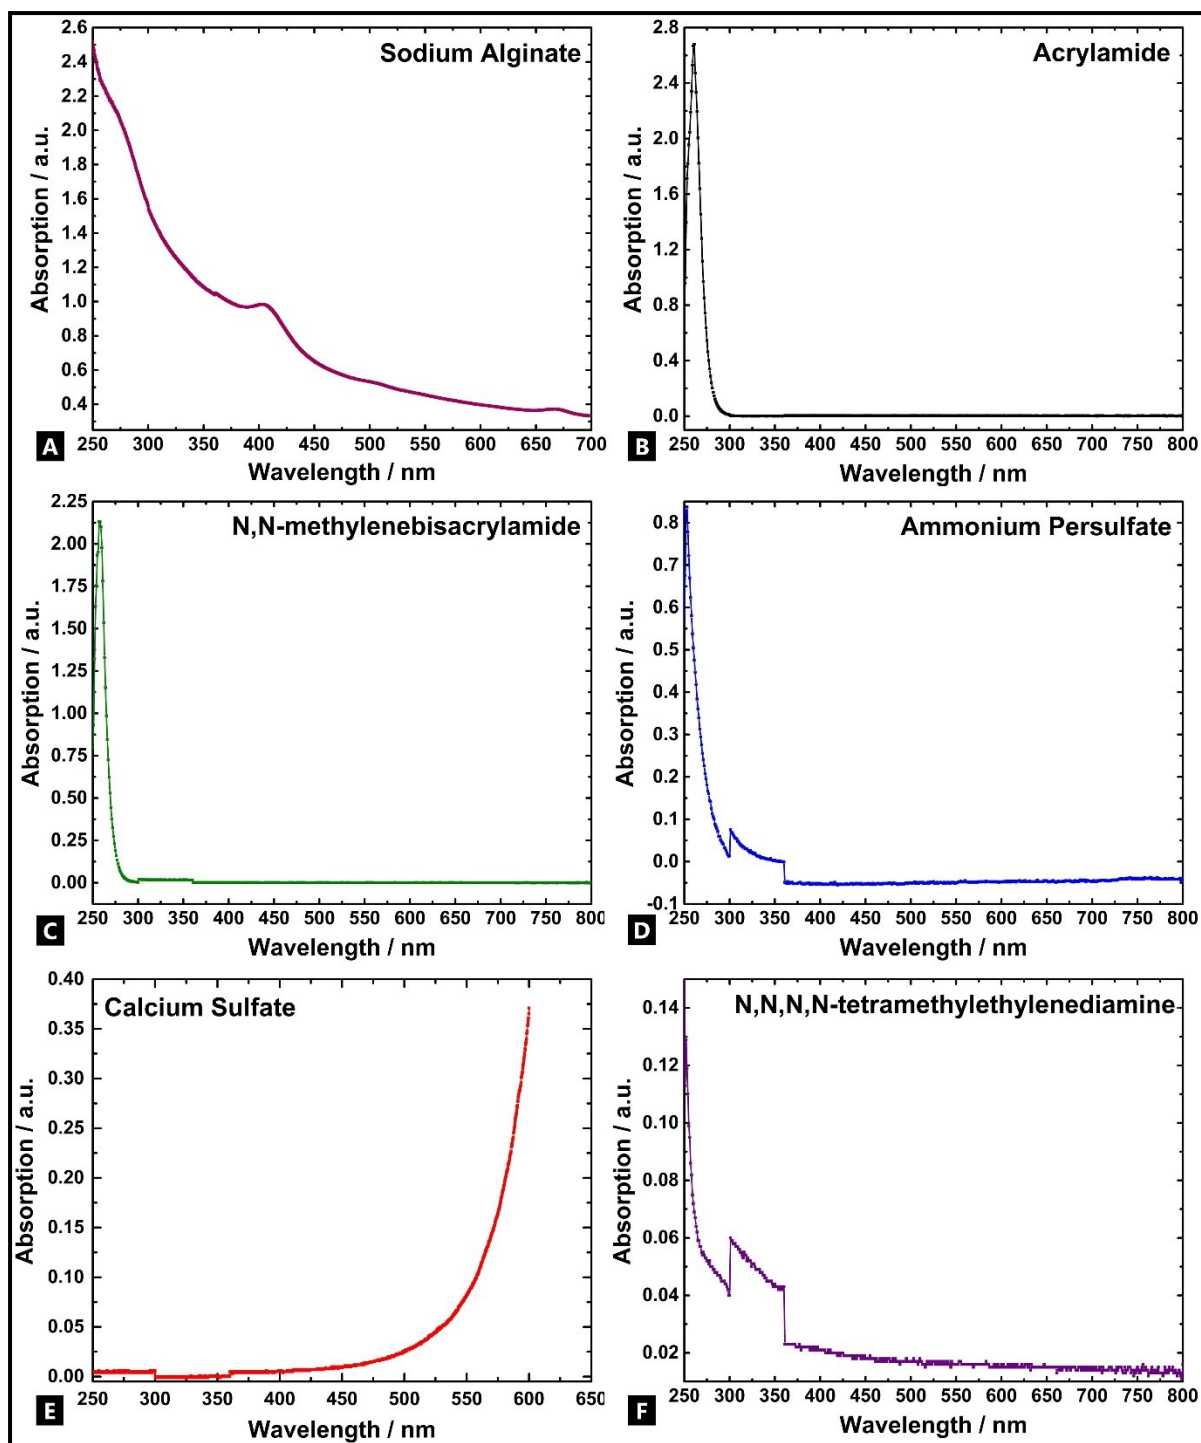 Sodium Alginate
2.6
2.4
2.2
2.0
1.8
1.6
1.4
1.2
1.0
0.8
0.6
0.4
Absorption / a.u.
250 300 350 400 450 500 550 600 650 700
Wavelength / nm
A
Acrylamide
2.8
2.4
2.0
1.6
1.2
0.8
0.4
0.0
Absorption / a.u.
250 300 350 400 450 500 550 600 650 700 750 800
Wavelength / nm
B
N,N-methylenebisacrylamide
2.25
2.00
1.75
1.50
1.25
1.00
0.75
0.50
0.25
0.00
Absorption / a.u.
250 300 350 400 450 500 550 600 650 700 750 800
Wavelength / nm
C
Ammonium Persulfate
0.8
0.7
0.6
0.5
0.4
0.3
0.2
0.1
0.0
-0.1
Absorption / a.u.
250 300 350 400 450 500 550 600 650 700 750 800
Wavelength / nm
D
Calcium Sulfate
0.40
0.35
0.30
0.25
0.20
0.15
0.10
0.05
0.00
Absorption / a.u.
250 300 350 400 450 500 550 600 650
Wavelength / nm
E
N,N,N,N-tetramethylethylenediamine
0.14
0.12
0.10
0.08
0.06
0.04
0.02
Absorption / a.u.
250 300 350 400 450 500 550 600 650 700 750 800
Wavelength / nm
F